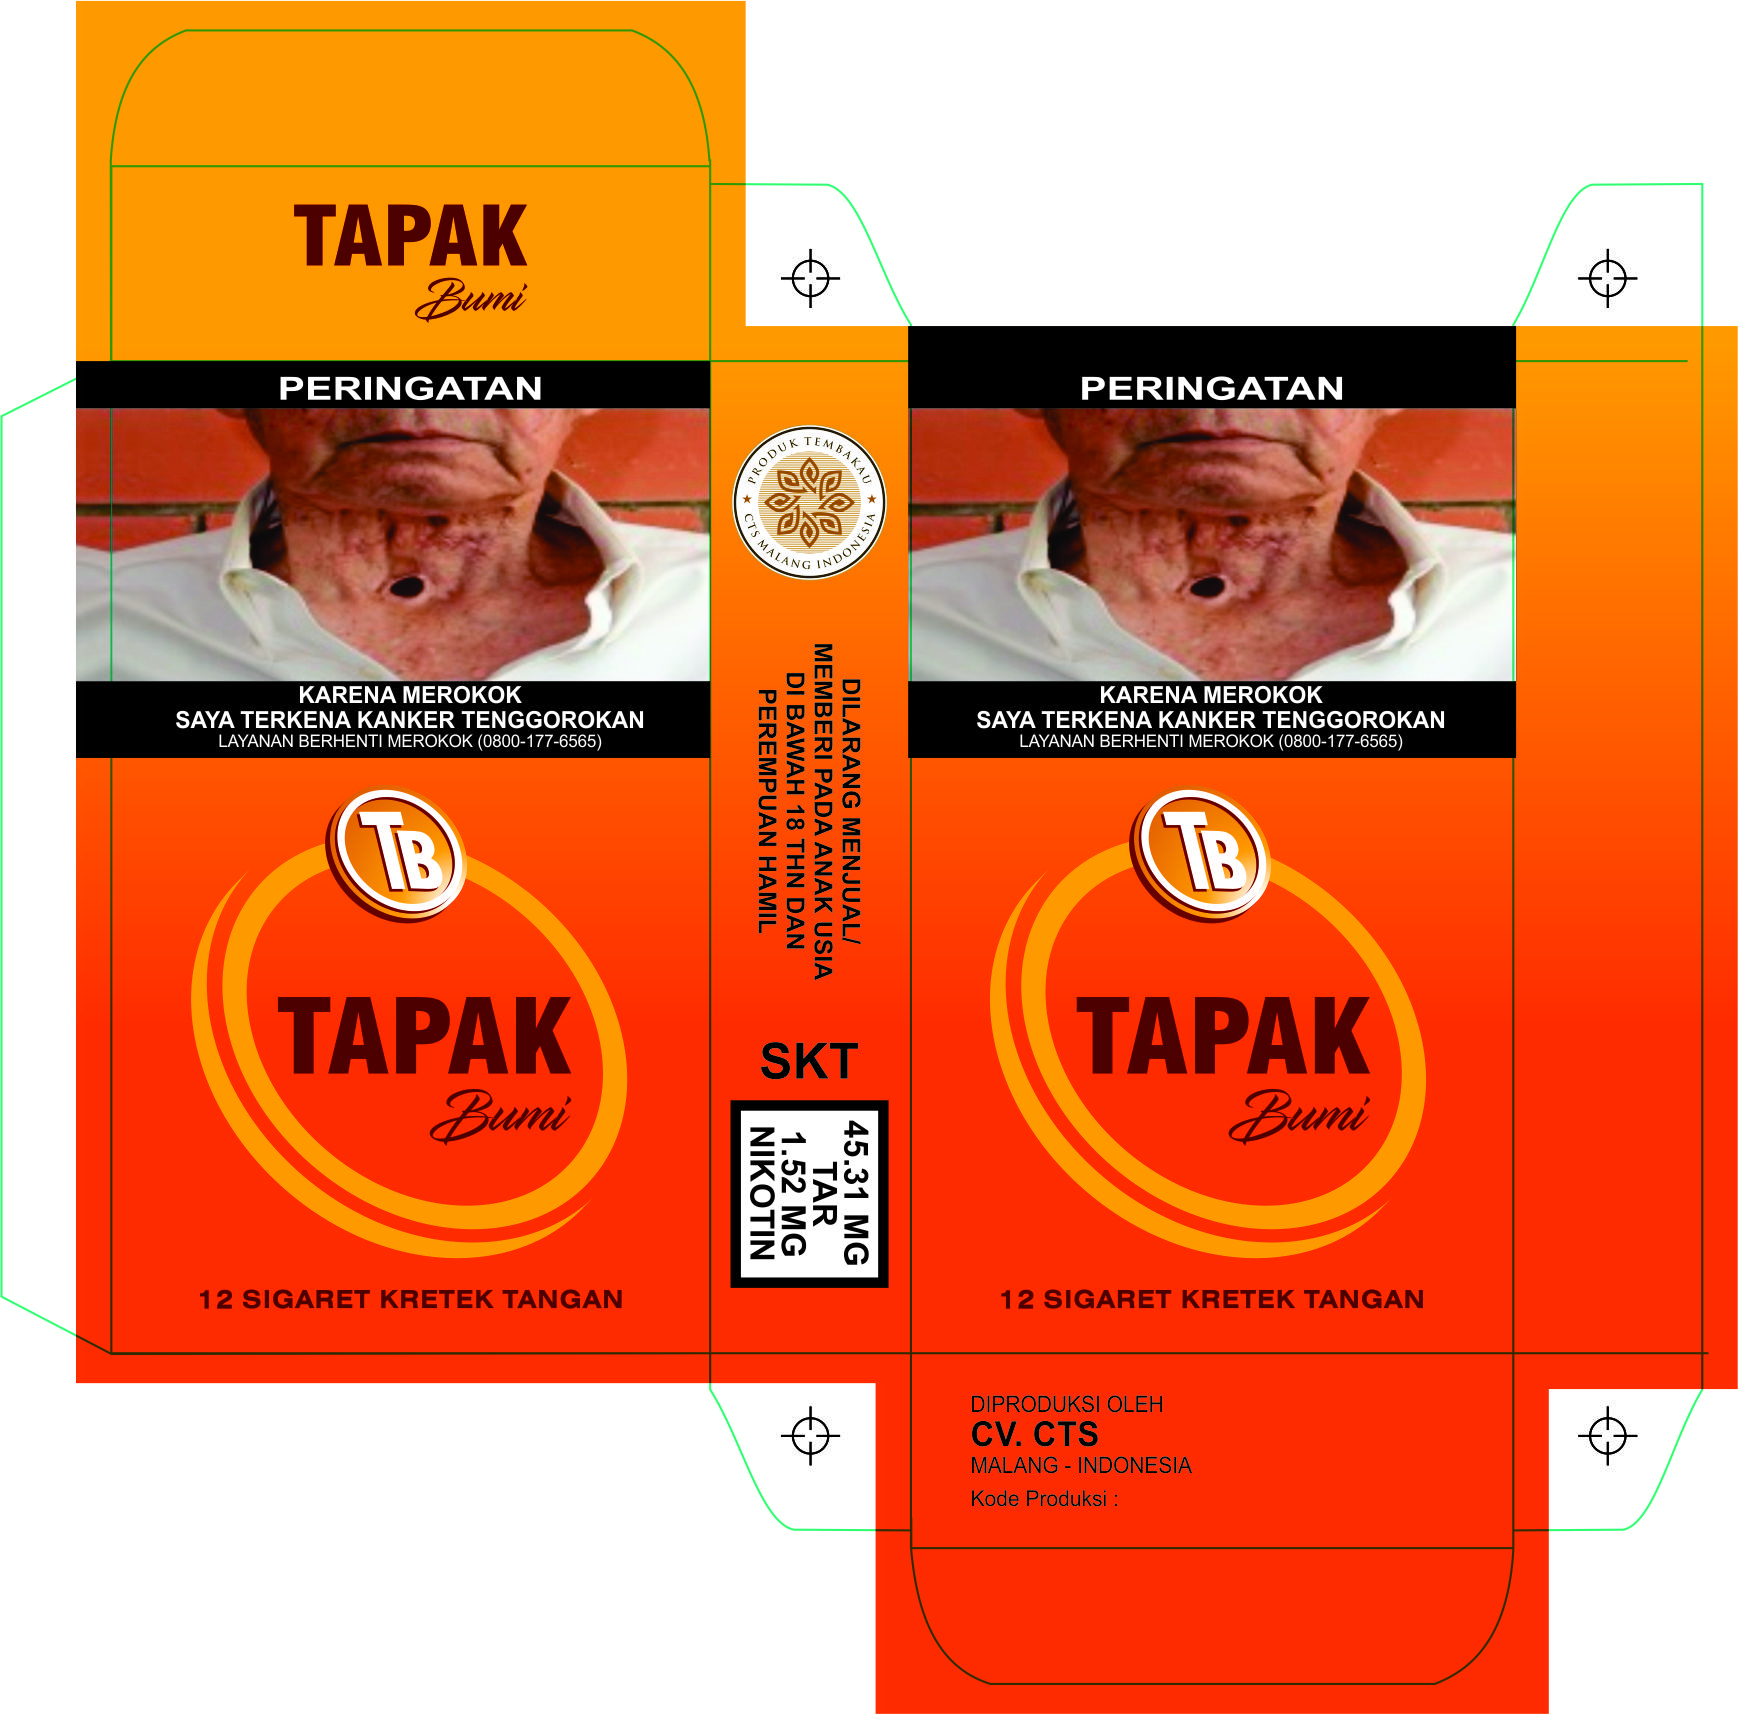 TAPAK
Bumi
PERINGATAN
KARENA MEROKOK
SAYA TERKENA KANKER TENGGOROKAN
LAYANAN BERHENTI MEROKOK (0800-177-6565)
TB
TAPAK
Bumi
12 SIGARET KRETEK TANGAN
PRODUK TEMBAKAU
CTS MALANG INDONESIA
DILARANG MENJUAL/
MEMBERI PADA ANAK USIA
DI BAWAH 18 THN DAN
PEREMPUAN HAMIL
SKT
45.31 MG
TAR
1.52 MG
NIKOTIN
PERINGATAN
KARENA MEROKOK
SAYA TERKENA KANKER TENGGOROKAN
LAYANAN BERHENTI MEROKOK (0800-177-6565)
TB
TAPAK
Bumi
12 SIGARET KRETEK TANGAN
DIPRODUKSI OLEH
CV. CTS
MALANG - INDONESIA
Kode Produksi :